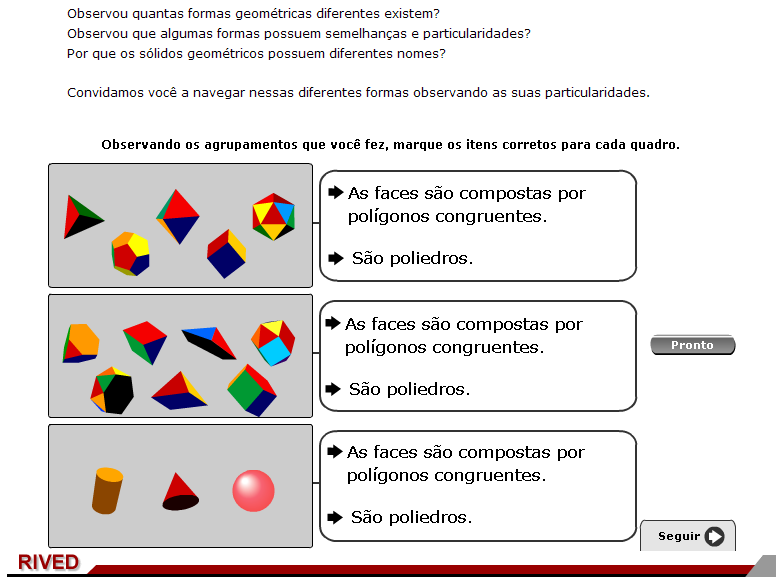 Observou quantas formas geométricas diferentes existem?
Observou que algumas formas possuem semelhanças e particularidades?
Por que os sólidos geométricos possuem diferentes nomes?
Convidamos você a navegar nessas diferentes formas observando as suas particularidades.
Observando os agrupamentos que você fez, marque os itens corretos para cada quadro.
As faces são compostas por
polígonos congruentes.
São poliedros.
As faces são compostas por
polígonos congruentes.
São poliedros.
Pronto
As faces são compostas por
polígonos congruentes.
São poliedros.
Seguir
RIVED